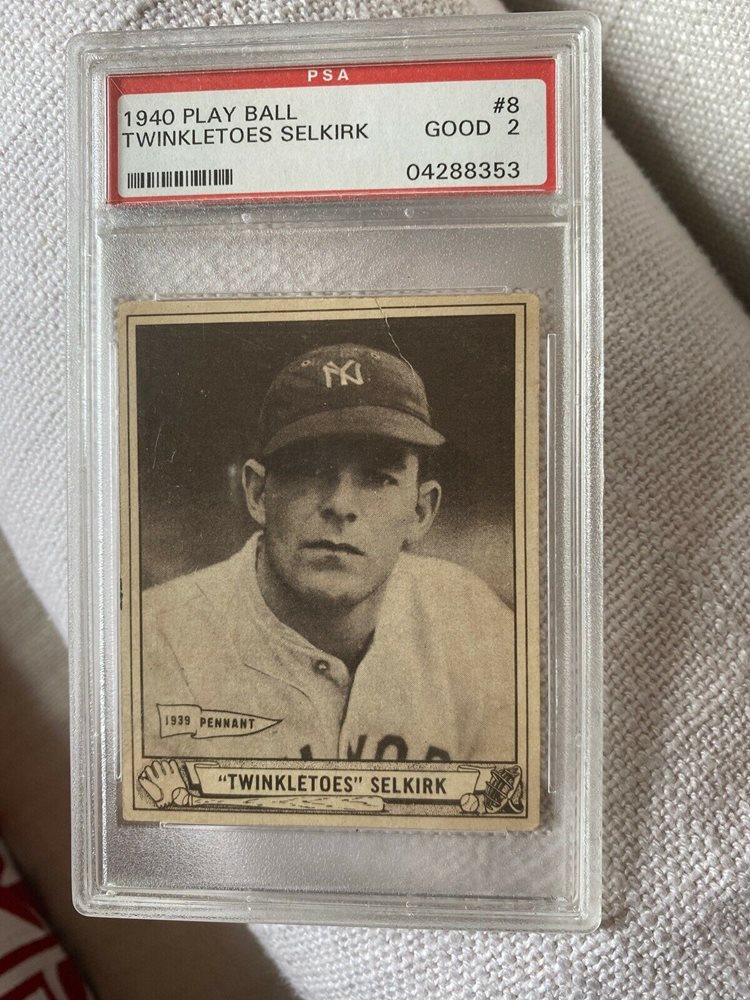 PSA
1940 PLAY BALL #8
TWINKLETOES SELKIRK GOOD 2
04288353
NY
1939 PENNANT
"TWINKLETOES" SELKIRK